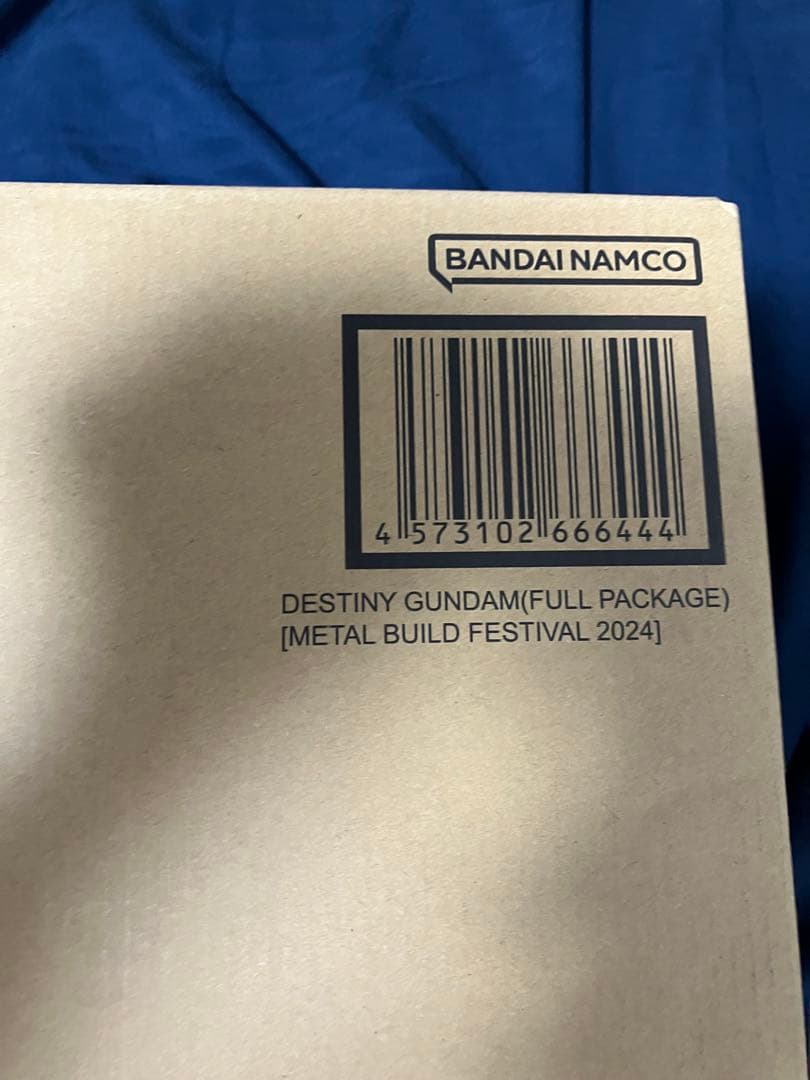 BANDAI NAMCO
4 573102 666444
DESTINY GUNDAM(FULL PACKAGE)
[METAL BUILD FESTIVAL 2024]